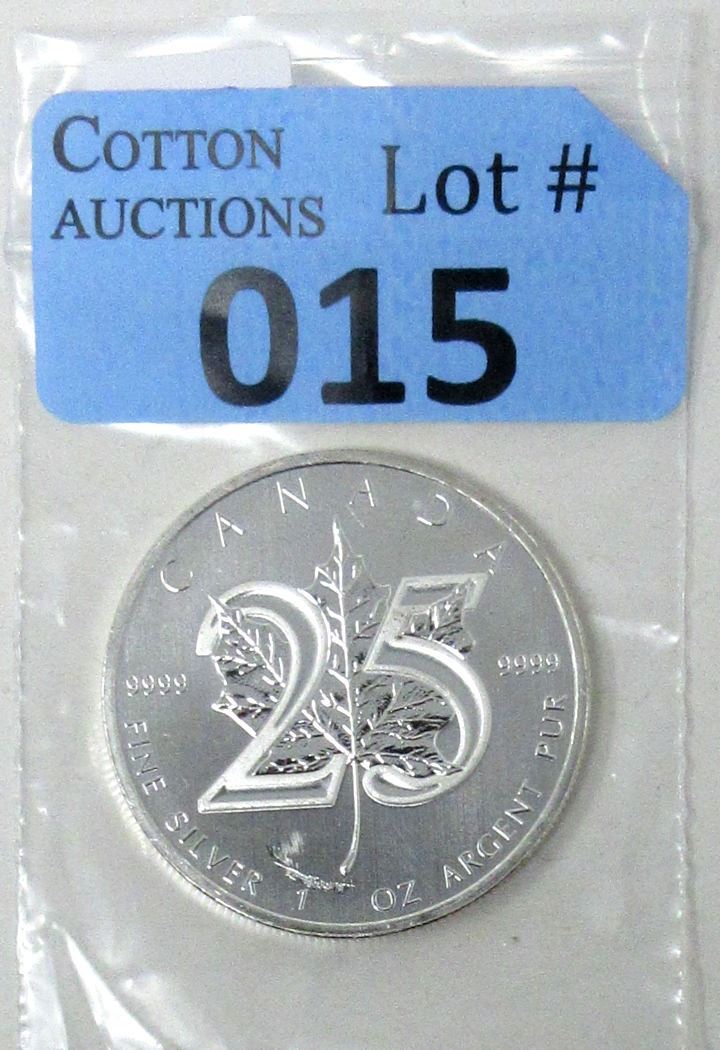 COTTON
AUCTIONS
Lot #
015
CANADA
25
9999
9999
FINE SILVER 1 OZ ARGENT PUR